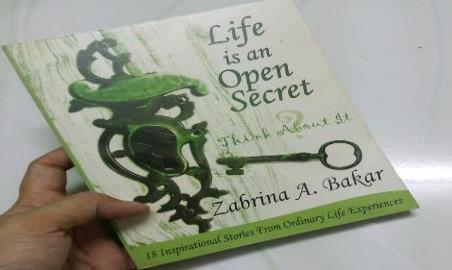 Life
is an
Open
Secret
Think About It
?
Zabrina A. Bakar
18 Inspirational Stories From Ordinary Life Experiences